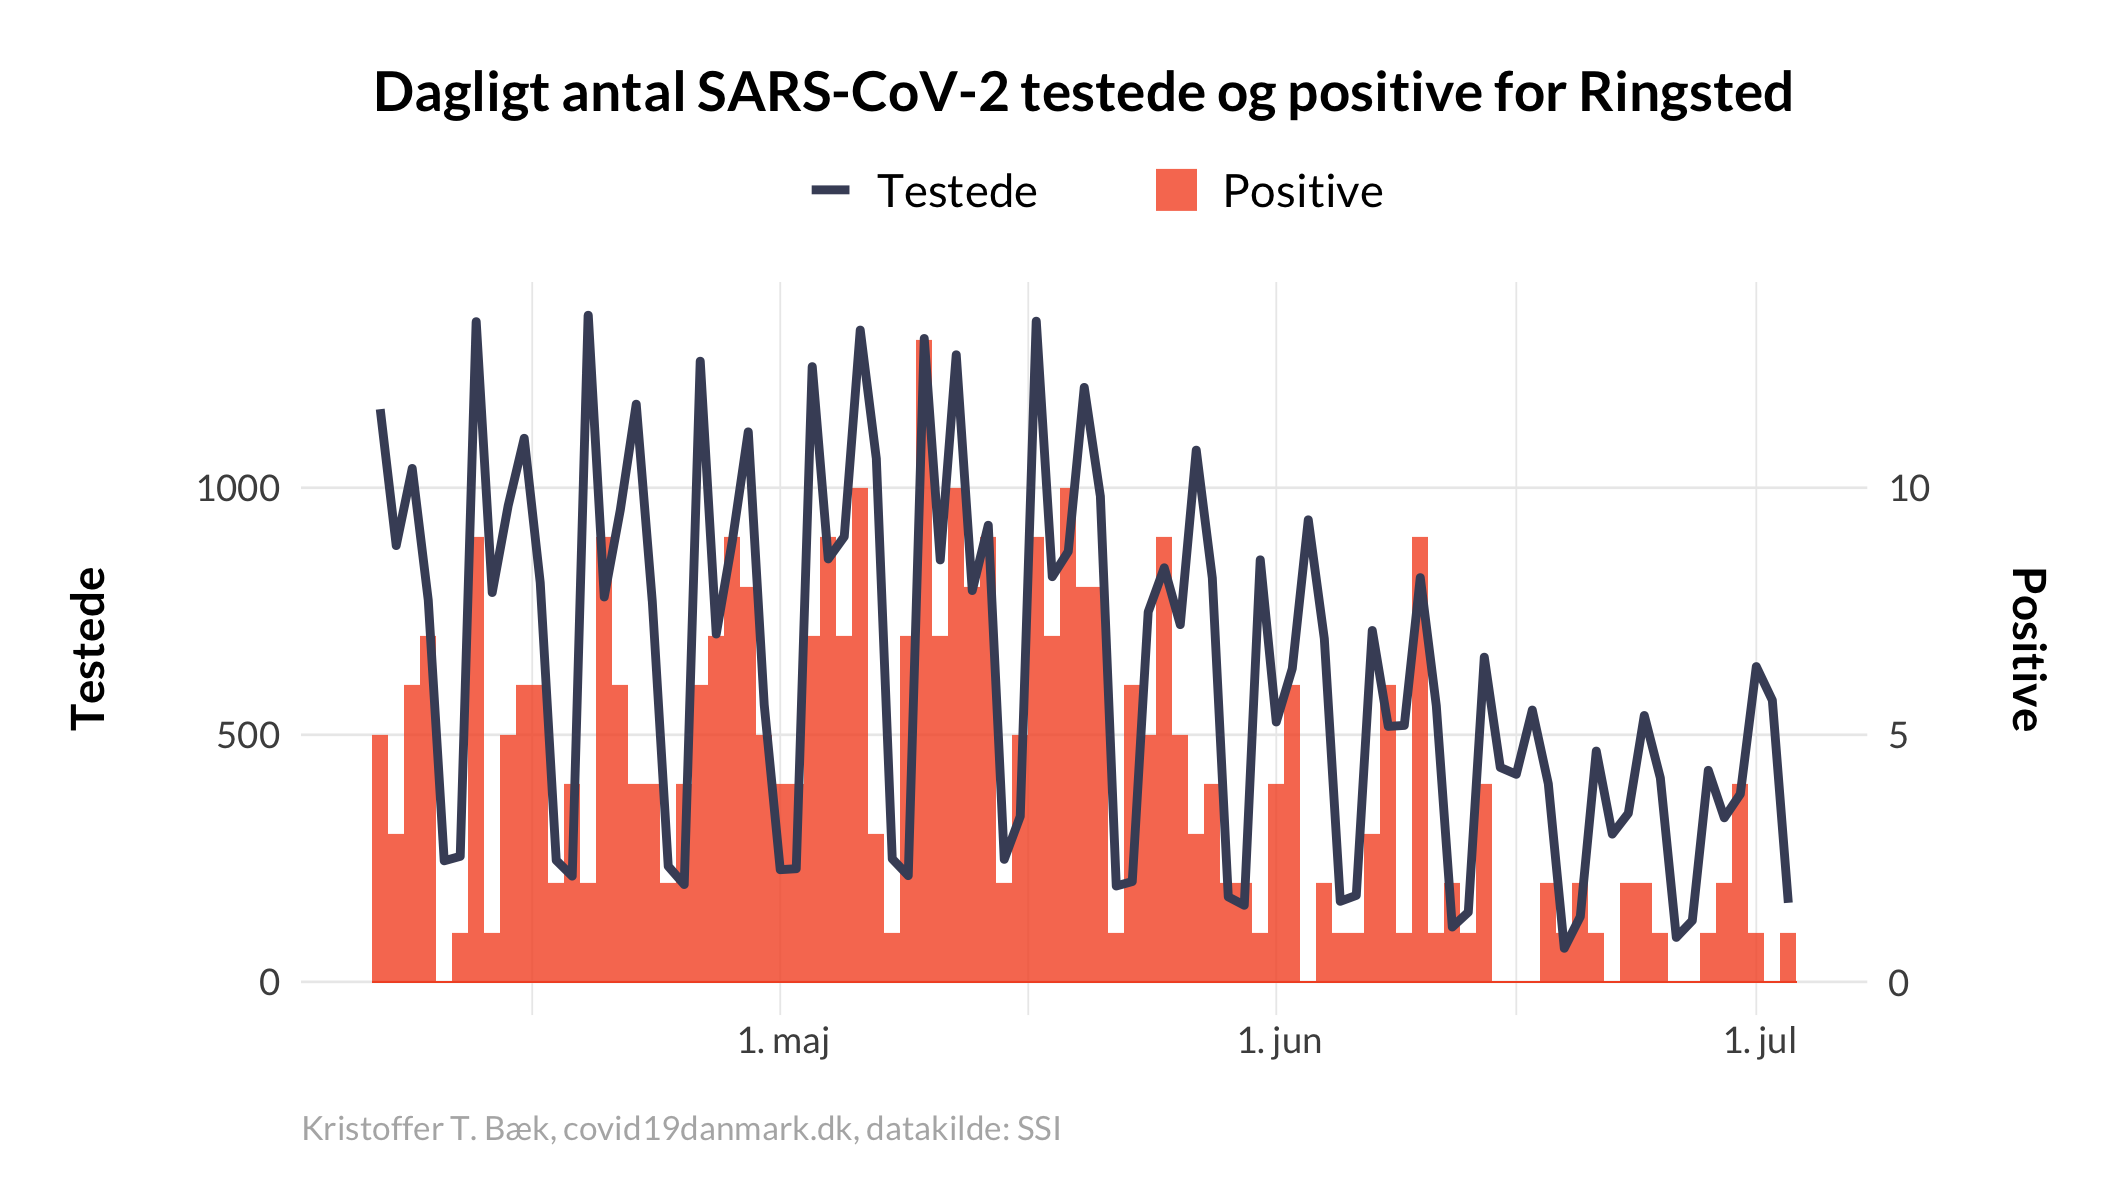 Dagligt antal SARS-CoV-2 testede og positive for Ringsted
Testede
Positive
1000
500
0
10
5
0
Testede
Positive
1. maj
1. jun
1. jul
Kristoffer T. Bæk, covid19danmark.dk, datakilde: SSI